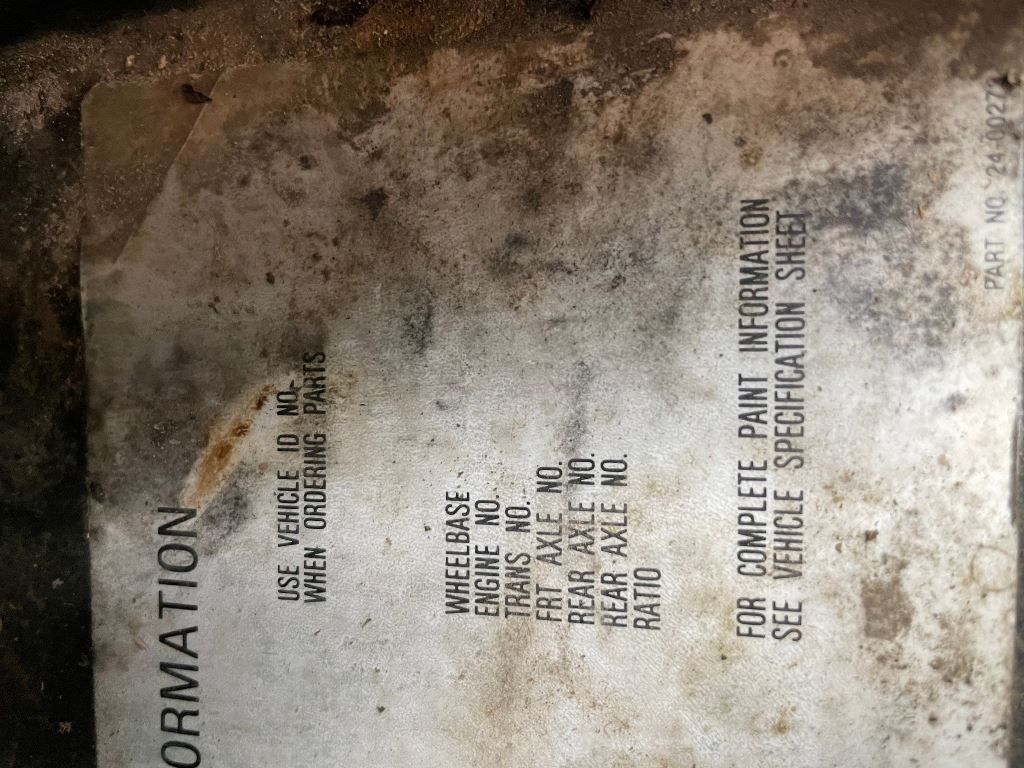 ORMATION
USE VEHICLE ID NO.
WHEN ORDERING PARTS
WHEELBASE
ENGINE NO.
TRANS NO.
FRT AXLE NO.
REAR AXLE NO.
REAR AXLE NO.
RATIO
FOR COMPLETE PAINT INFORMATION
SEE VEHICLE SPECIFICATION SHEET
PART NO.